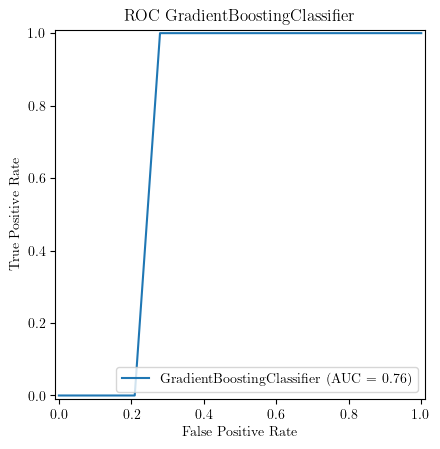 ROC GradientBoostingClassifier
1.0
0.8
0.6
0.4
0.2
0.0
True Positive Rate
GradientBoostingClassifier (AUC = 0.76)
0.0 0.2 0.4 0.6 0.8 1.0
False Positive Rate